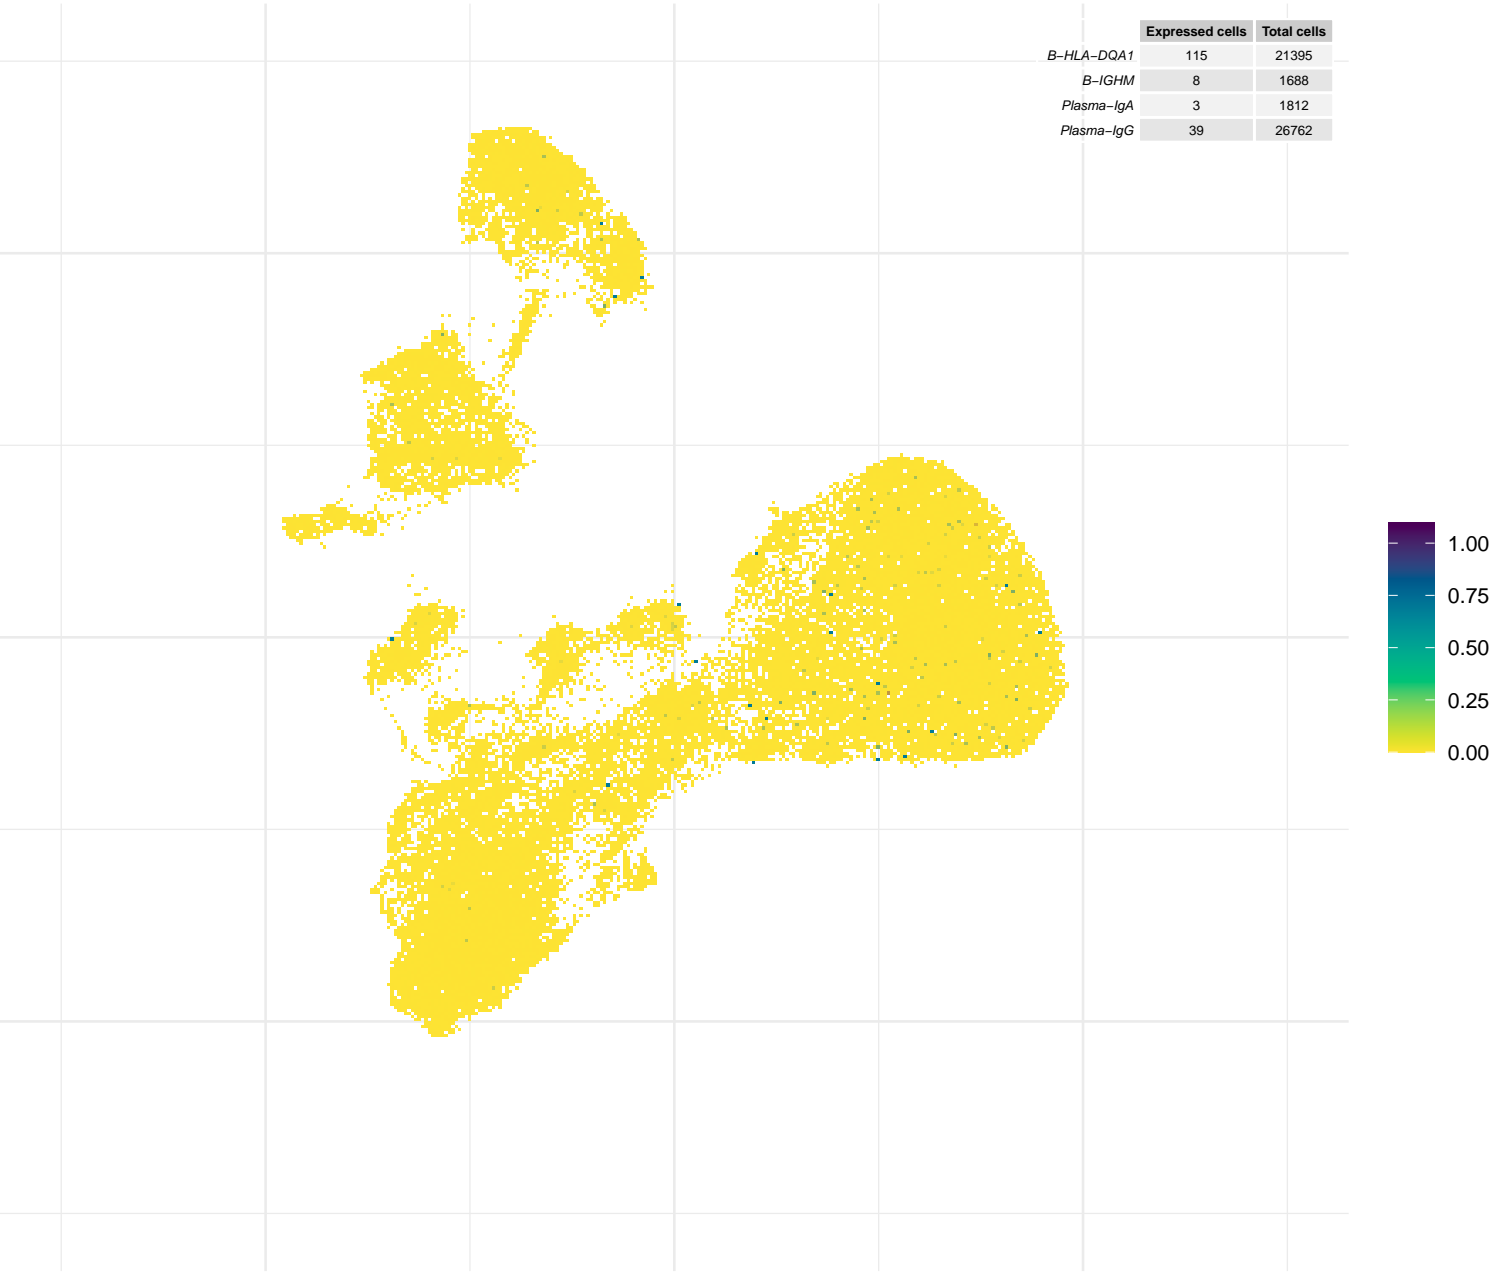 Expressed cells Total cells
B−HLA−DQA1 115 21395
B−IGHM 8 1688
Plasma−IgA 3 1812
Plasma−IgG 39 26762
1.00
0.75
0.50
0.25
0.00